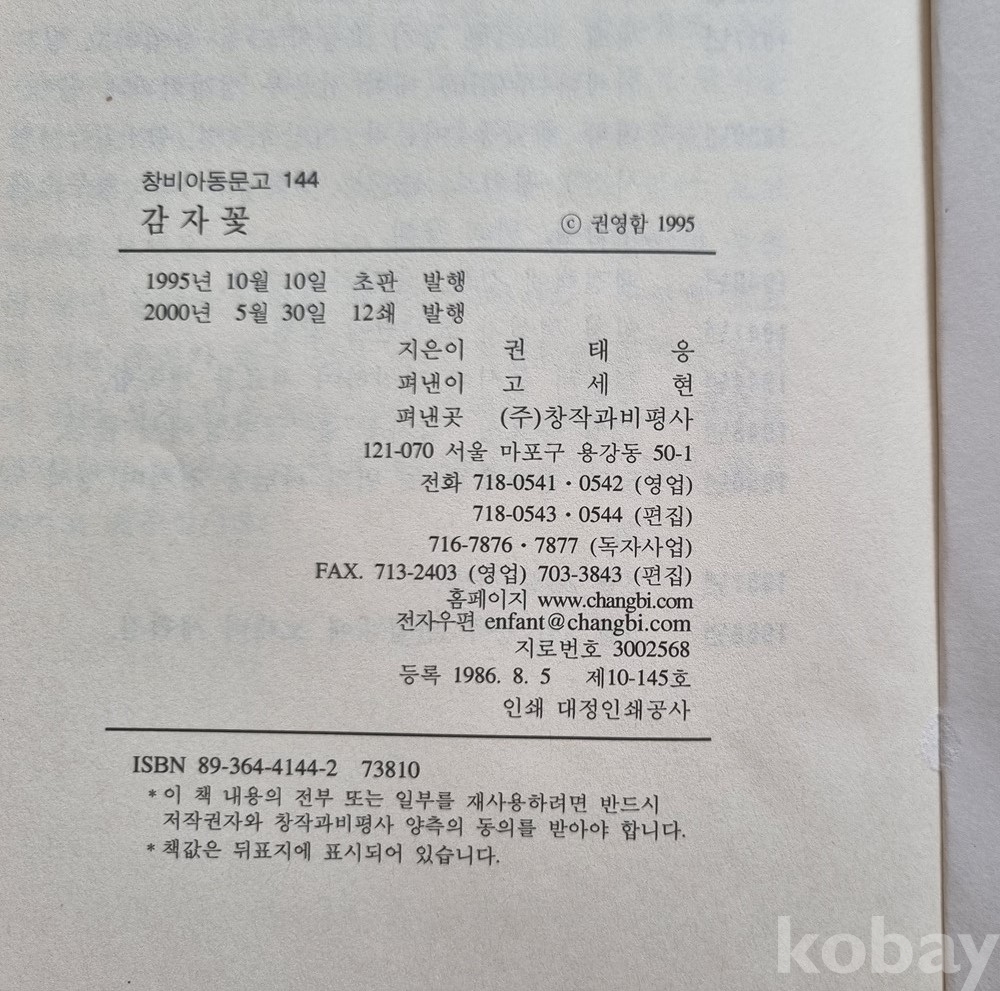 창비아동문고 144
감자꽃
ⓒ 권영함 1995
1995년 10월 10일 초판 발행
2000년 5월 30일 12쇄 발행
지은이 권 태 응
펴낸이 고 세 현
펴낸곳 (주)창작과비평사
121-070 서울 마포구 용강동 50-1
전화 718-0541·0542 (영업)
718-0543·0544 (편집)
716-7876·7877 (독자사업)
FAX. 713-2403 (영업) 703-3843 (편집)
홈페이지 www.changbi.com
전자우편 enfant@changbi.com
지로번호 3002568
등록 1986. 8. 5 제10-145호
인쇄 대정인쇄공사
ISBN 89-364-4144-2 73810
* 이 책 내용의 전부 또는 일부를 재사용하려면 반드시
저작권자와 창작과비평사 양측의 동의를 받아야 합니다.
* 책값은 뒤표지에 표시되어 있습니다.
kobay